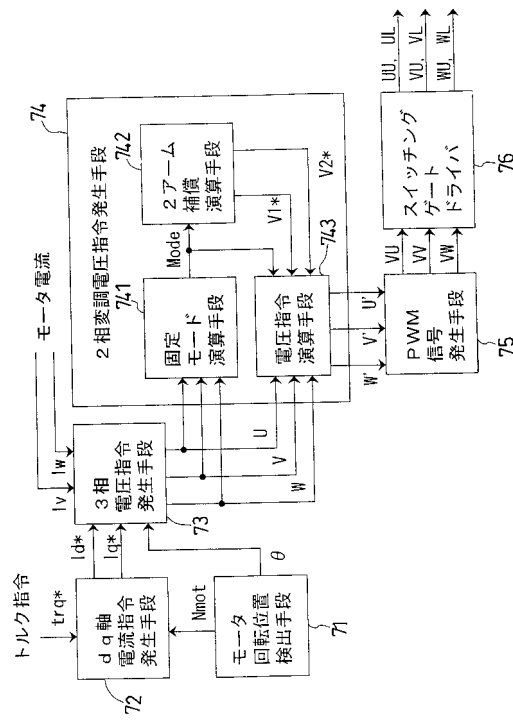 トルク指令
trq*
dq軸
電流指令
発生手段
72
Nmot
モータ
回転位置
検出手段
71
Id*
Iq*
θ
モータ電流
Iv
Iw
3相
電圧指令
発生手段
73
U
V
W
74
2相変調電圧指令発生手段
固定
モード
演算手段
741
Mode
2アーム
補償
演算手段
742
V1*
V2*
電圧指令
演算手段
743
U'
V'
W'
PWM
信号
発生手段
75
VU
VV
VW
スイッチング
ゲート
ドライバ
76
UU, UL
VU, VL
WU, WL